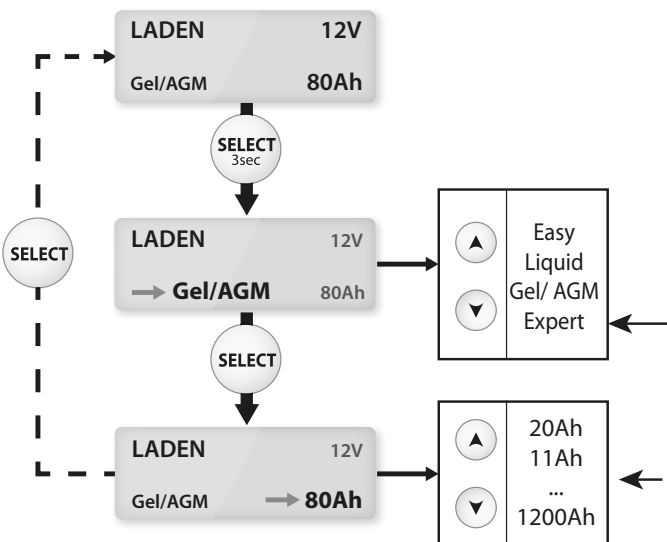 LADEN 12V
Gel/AGM 80Ah
SELECT
3sec
SELECT
LADEN 12V
Gel/AGM 80Ah
Easy
Liquid
Gel/ AGM
Expert
SELECT
LADEN 12V
Gel/AGM 80Ah
20Ah
11Ah
...
1200Ah